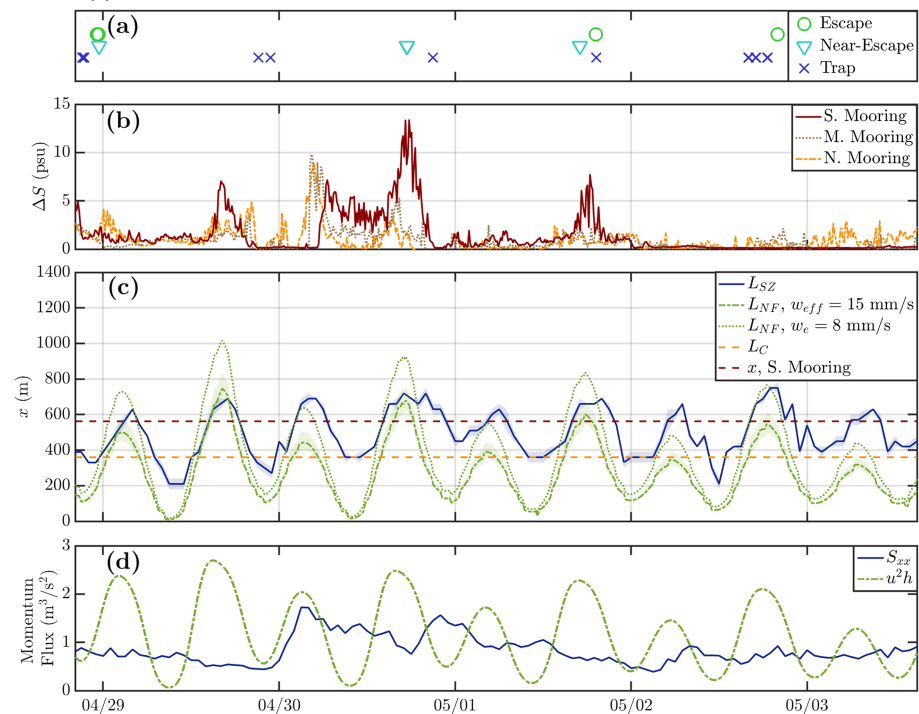 (a)
Escape
Near-Escape
Trap
(b)
15
10
5
0
ΔS (psu)
S. Mooring
M. Mooring
N. Mooring
(c)
1400
1200
1000
800
600
400
200
0
x (m)
L_SZ
L_NF, w_eff = 15 mm/s
L_NF, w_e = 8 mm/s
L_C
x, S. Mooring
(d)
3
2
1
0
Momentum
Flux (m³/s²)
S_xx
u²h
04/29 04/30 05/01 05/02 05/03